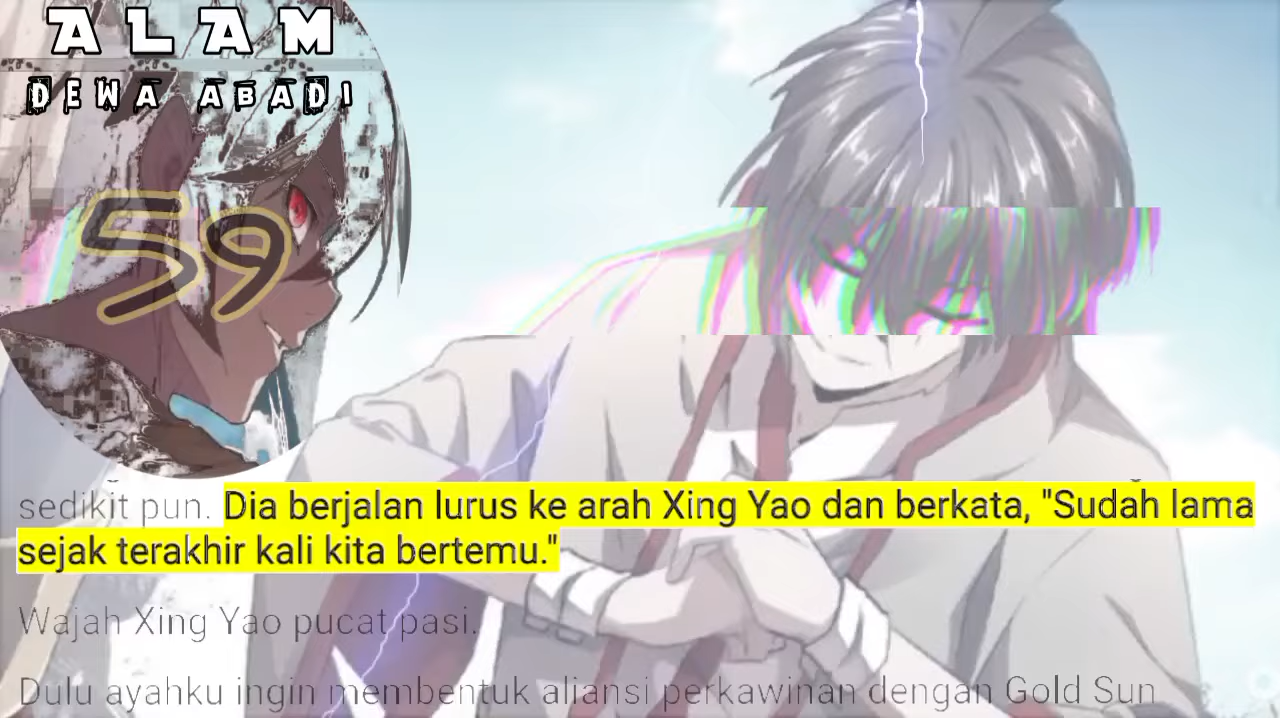 ALAM
DEWA ABADI
59
sedikit pun. Dia berjalan lurus ke arah Xing Yao dan berkata, "Sudah lama
sejak terakhir kali kita bertemu."
Wajah Xing Yao pucat pasi.
Dulu ayahku ingin membentuk aliansi perkawinan dengan Gold Sun